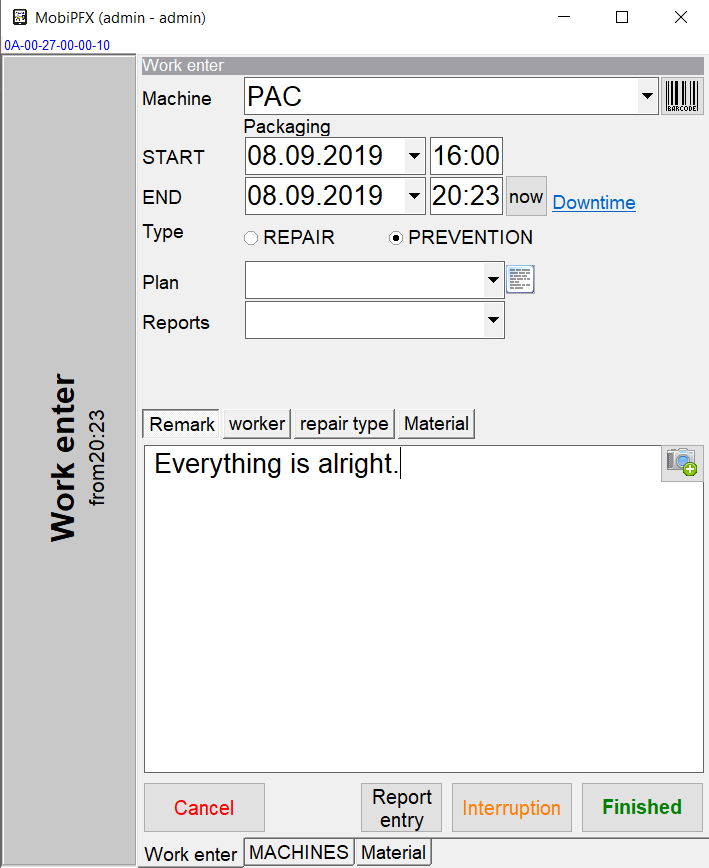 MobiPFX (admin - admin)
0A-00-27-00-00-10
Work enter
Machine PAC BARCODE
Packaging
START 08.09.2019 16:00
END 08.09.2019 20:23 now Downtime
Type REPAIR PREVENTION
Plan
Reports
Work enter
from20:23
Remark worker repair type Material
Everything is alright.
Cancel Report entry Interruption Finished
Work enter MACHINES Material